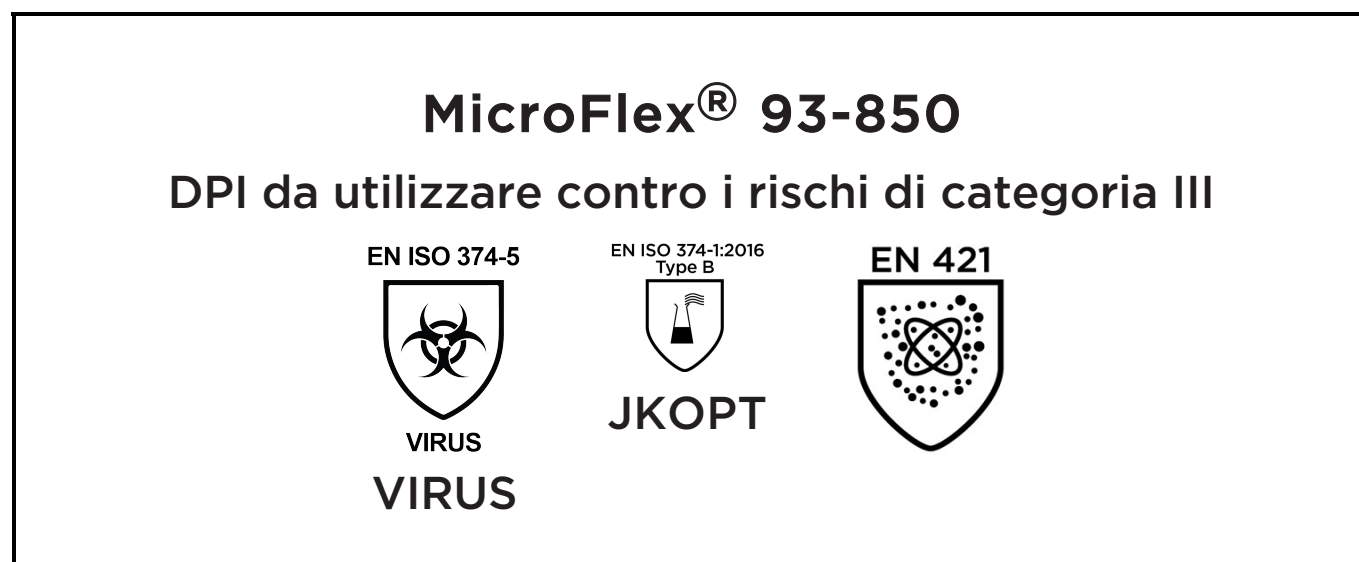 MicroFlex® 93-850
DPI da utilizzare contro i rischi di categoria III
EN ISO 374-5
VIRUS
VIRUS
EN ISO 374-1:2016
Type B
JKOPT
EN 421